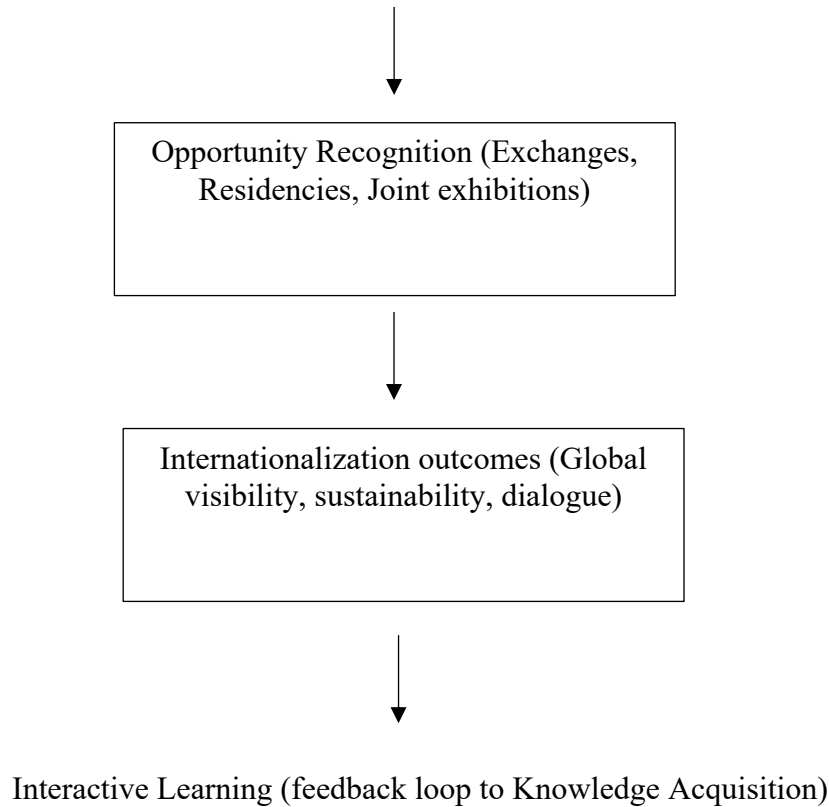 Opportunity Recognition (Exchanges,
Residencies, Joint exhibitions)
Internationalization outcomes (Global
visibility, sustainability, dialogue)
Interactive Learning (feedback loop to Knowledge Acquisition)